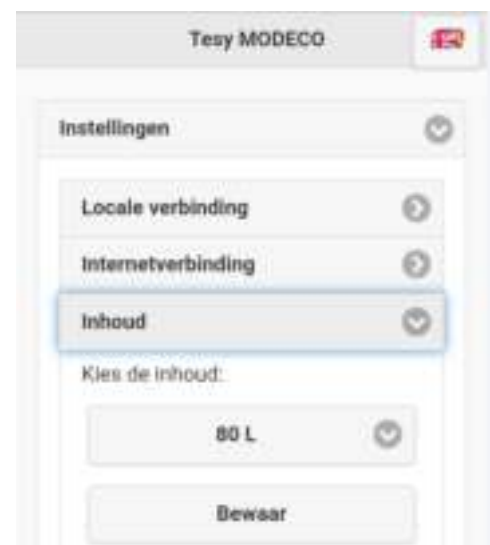 Tesy MODECO
Instellingen
Locale verbinding
Internetverbinding
Inhoud
Kies de inhoud:
80 L
Bewaar